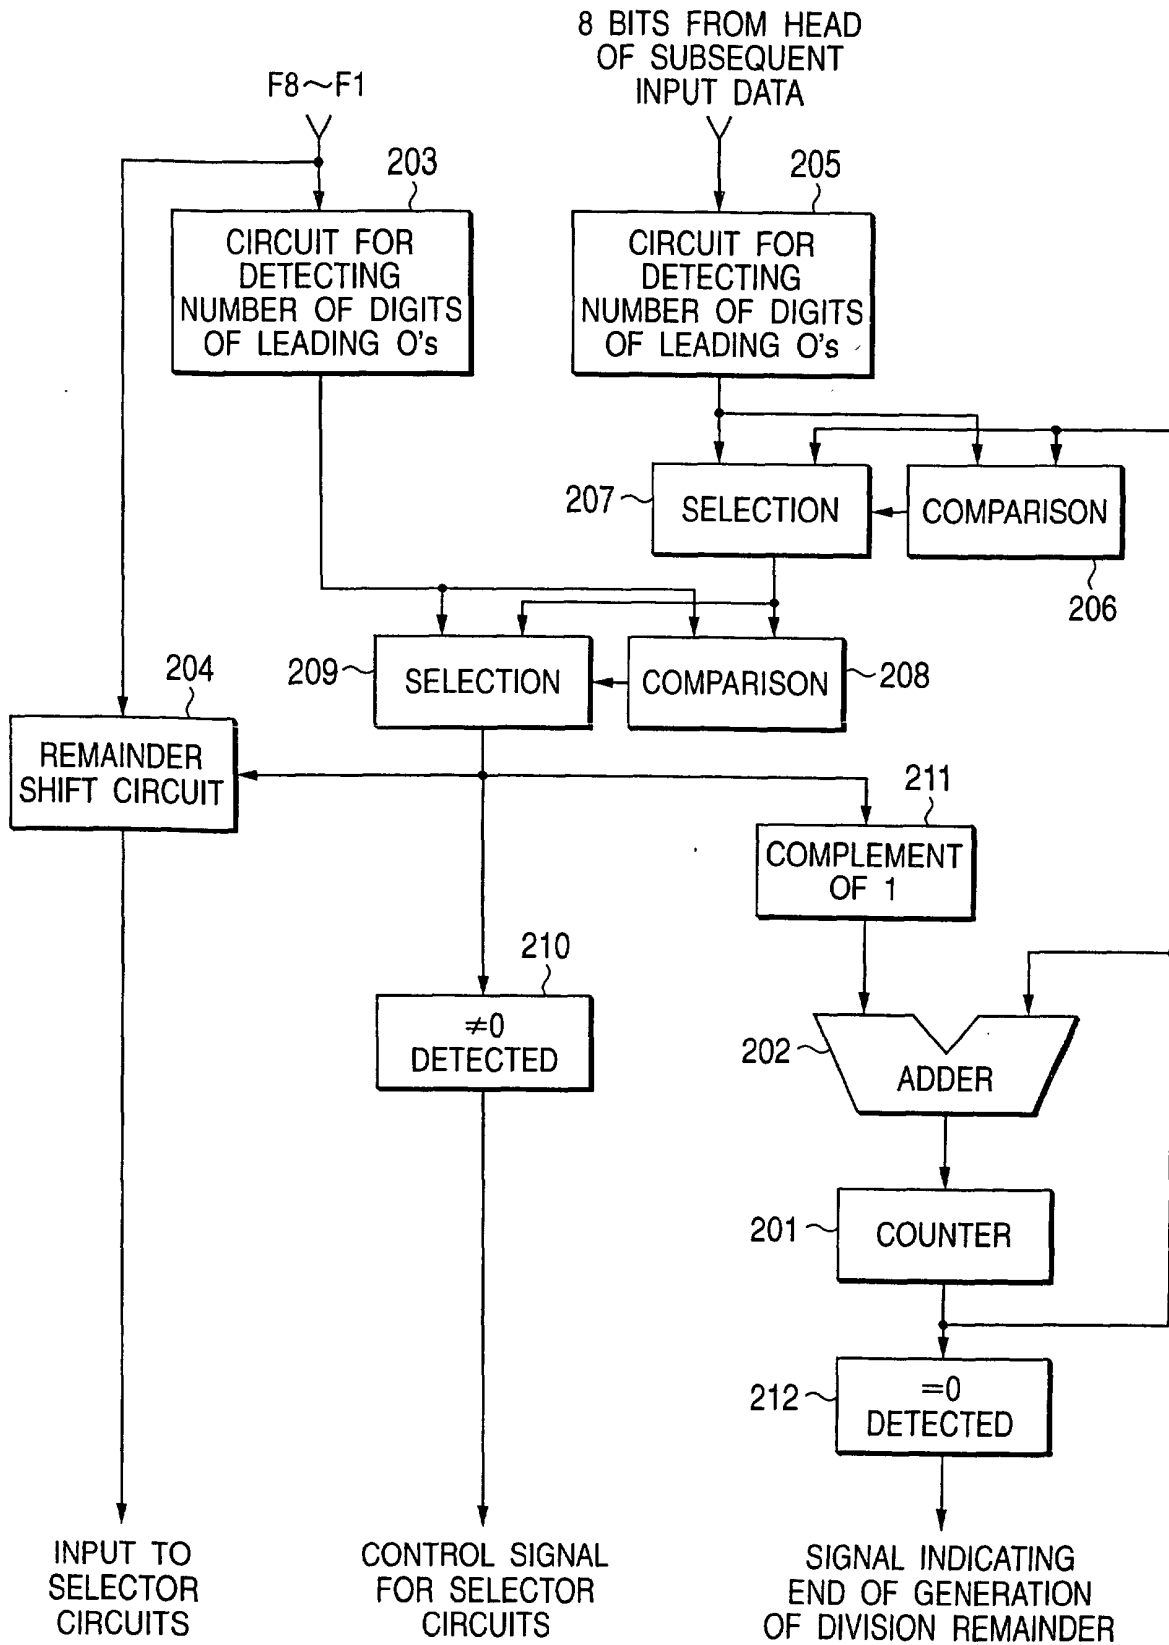 8 BITS FROM HEAD
OF SUBSEQUENT
INPUT DATA
F8~F1
203
205
CIRCUIT FOR
DETECTING
NUMBER OF DIGITS
OF LEADING O's
CIRCUIT FOR
DETECTING
NUMBER OF DIGITS
OF LEADING O's
207
SELECTION
COMPARISON
206
209
SELECTION
COMPARISON
208
204
REMAINDER
SHIFT CIRCUIT
211
COMPLEMENT
OF 1
210
≠0
DETECTED
202
ADDER
201
COUNTER
212
=0
DETECTED
INPUT TO
SELECTOR
CIRCUITS
CONTROL SIGNAL
FOR SELECTOR
CIRCUITS
SIGNAL INDICATING
END OF GENERATION
OF DIVISION REMAINDER